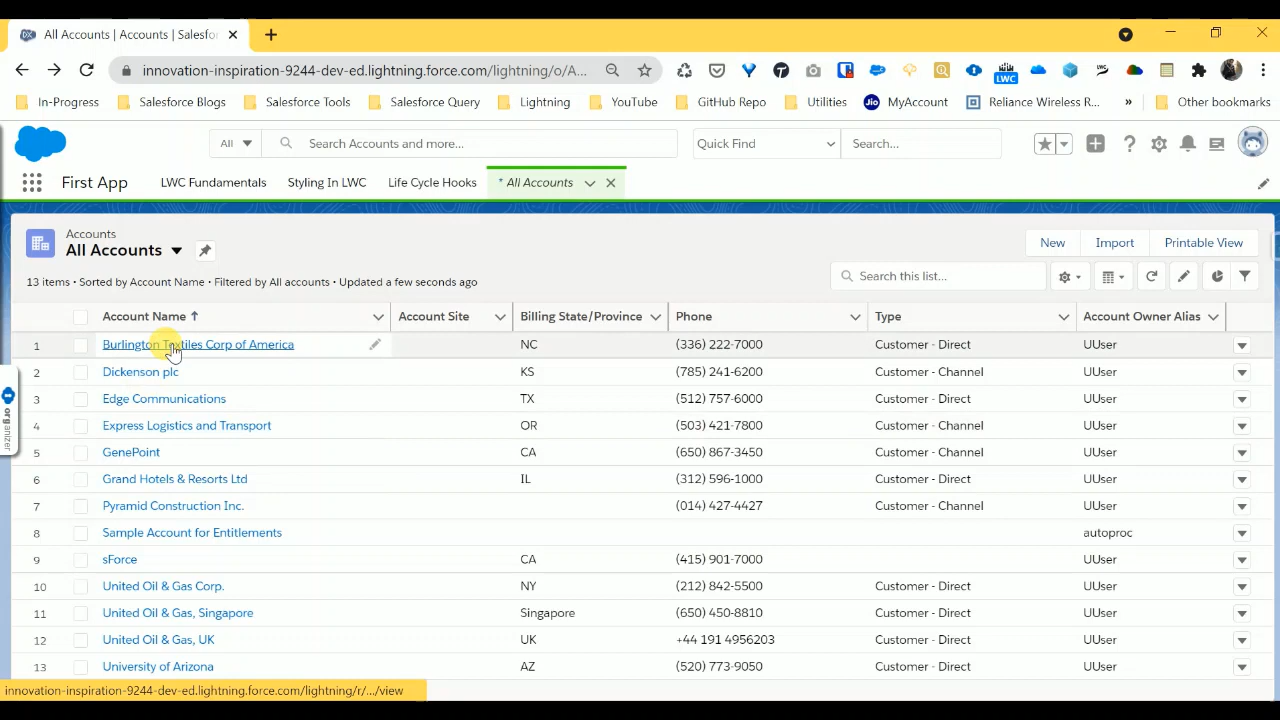 All Accounts | Accounts | Salesfo
innovation-inspiration-9244-dev-ed.lightning.force.com/lightning/o/A...
LWC
In-Progress
Salesforce Blogs
Salesforce Tools
Salesforce Query
Lightning
YouTube
GitHub Repo
Utilities
Jio MyAccount
Reliance Wireless R...
»
Other bookmarks
All
Search Accounts and more...
Quick Find
Search...
First App
LWC Fundamentals
Styling In LWC
Life Cycle Hooks
* All Accounts
Accounts
All Accounts
New
Import
Printable View
13 items • Sorted by Account Name • Filtered by All accounts • Updated a few seconds ago
Search this list...
Account Name ↑ Account Site Billing State/Province Phone Type Account Owner Alias
1 Burlington Textiles Corp of America NC (336) 222-7000 Customer - Direct UUser
2 Dickenson plc KS (785) 241-6200 Customer - Channel UUser
3 Edge Communications TX (512) 757-6000 Customer - Direct UUser
4 Express Logistics and Transport OR (503) 421-7800 Customer - Channel UUser
5 GenePoint CA (650) 867-3450 Customer - Channel UUser
6 Grand Hotels & Resorts Ltd IL (312) 596-1000 Customer - Direct UUser
7 Pyramid Construction Inc. (014) 427-4427 Customer - Channel UUser
8 Sample Account for Entitlements autoproc
9 sForce CA (415) 901-7000 UUser
10 United Oil & Gas Corp. NY (212) 842-5500 Customer - Direct UUser
11 United Oil & Gas, Singapore Singapore (650) 450-8810 Customer - Direct UUser
12 United Oil & Gas, UK UK +44 191 4956203 Customer - Direct UUser
13 University of Arizona AZ (520) 773-9050 Customer - Direct UUser
organizer
innovation-inspiration-9244-dev-ed.lightning.force.com/lightning/r/.../view